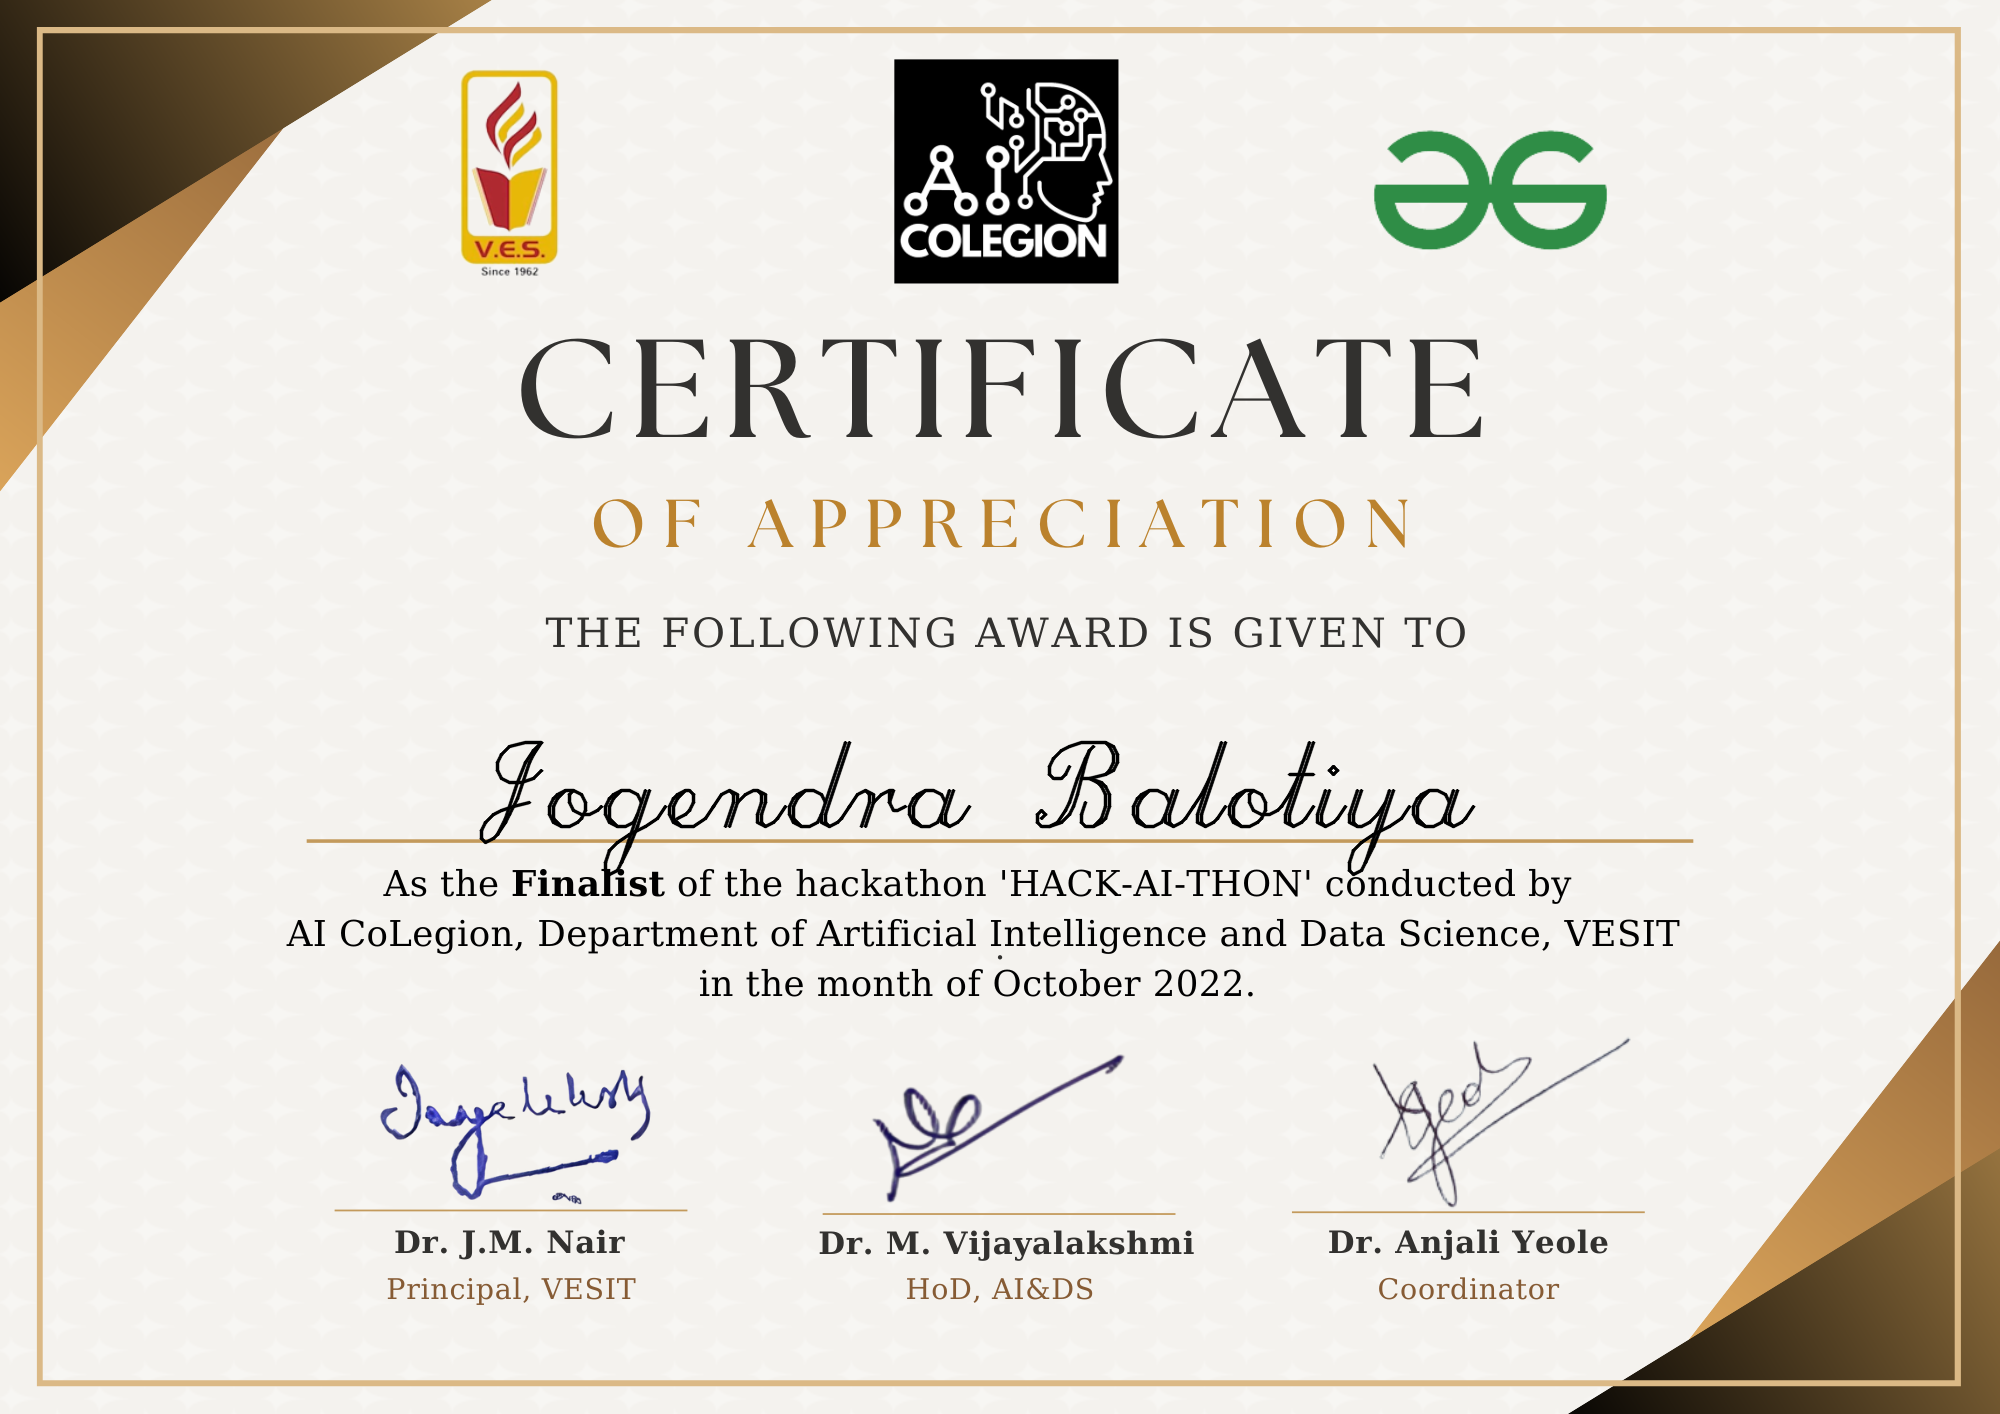 V.E.S.
Since 1962
AI
COLEGION
CERTIFICATE
OF APPRECIATION
THE FOLLOWING AWARD IS GIVEN TO
Jogendra Balotiya
As the Finalist of the hackathon 'HACK-AI-THON' conducted by
AI CoLegion, Department of Artificial Intelligence and Data Science, VESIT
in the month of October 2022.
Dr. J.M. Nair
Principal, VESIT
Dr. M. Vijayalakshmi
HoD, AI&DS
Dr. Anjali Yeole
Coordinator